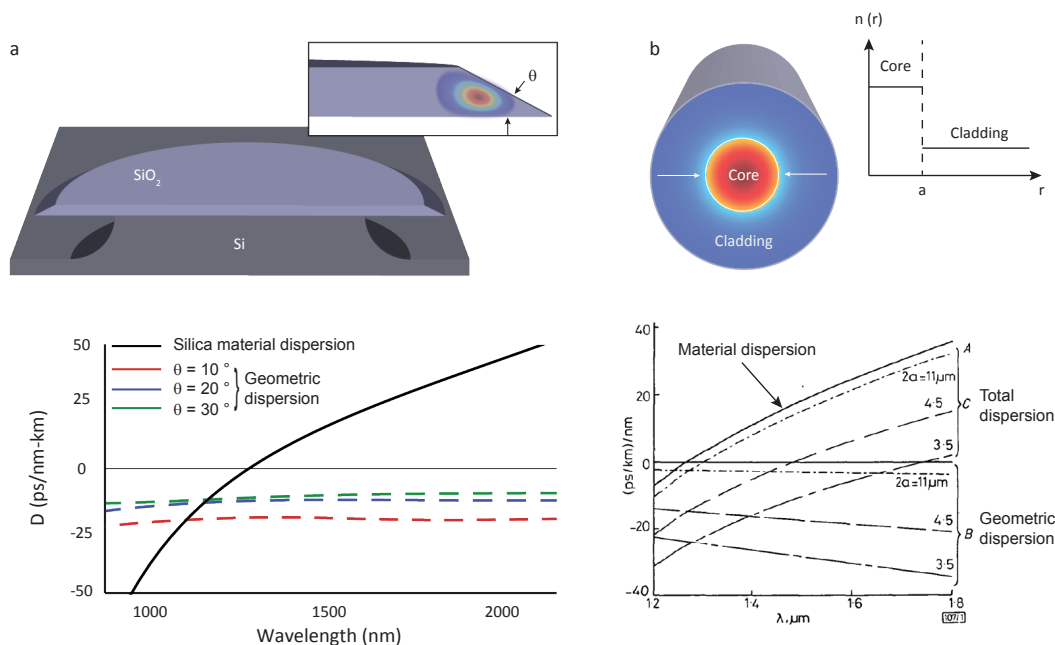 a
θ
SiO2
Si
b
n (r)
Core
Cladding
a
r
Core
Cladding
50
25
0
-25
-50
D (ps/nm-km)
1000
1500
2000
Wavelength (nm)
Silica material dispersion
θ = 10 °
θ = 20 °
θ = 30 °
Geometric
dispersion
40
20
0
-20
-40
(ps/km)/nm
1·2
1·4
1·6
1·8
λ, μm
Material dispersion
A
2a=11μm
4·5
C
3·5
Total
dispersion
2a=11μm
4·5
B
3·5
Geometric
dispersion
107/1